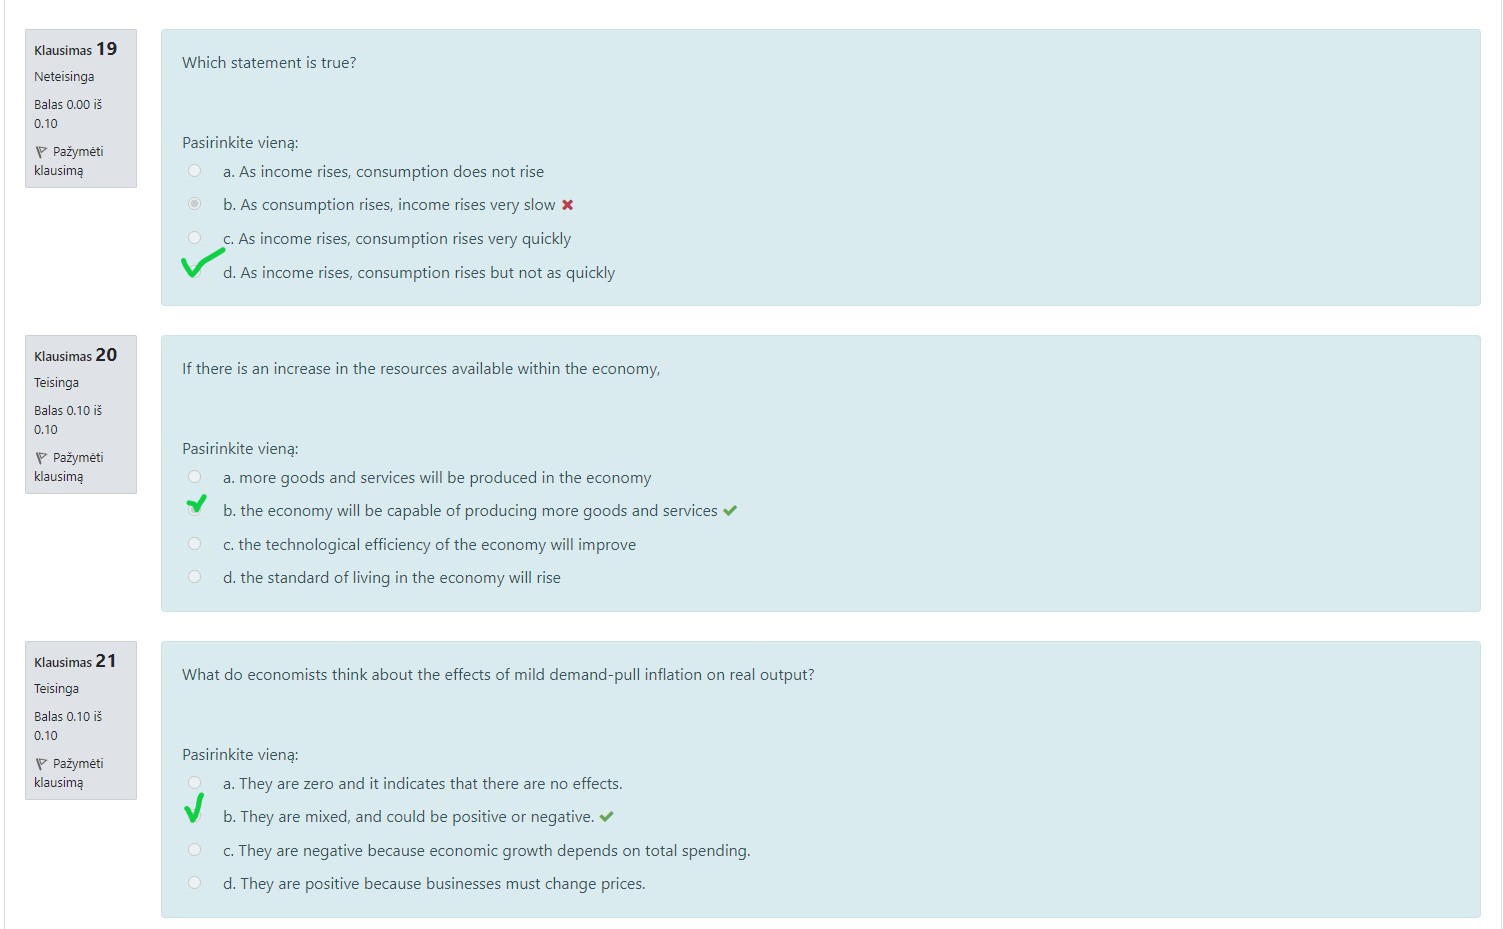 Klausimas 19
Neteisinga
Balas 0.00 iš
0.10
Pažymėti
klausimą
Which statement is true?
Pasirinkite vieną:
a. As income rises, consumption does not rise
b. As consumption rises, income rises very slow
c. As income rises, consumption rises very quickly
d. As income rises, consumption rises but not as quickly
Klausimas 20
Teisinga
Balas 0.10 iš
0.10
Pažymėti
klausimą
If there is an increase in the resources available within the economy,
Pasirinkite vieną:
a. more goods and services will be produced in the economy
b. the economy will be capable of producing more goods and services
c. the technological efficiency of the economy will improve
d. the standard of living in the economy will rise
Klausimas 21
Teisinga
Balas 0.10 iš
0.10
Pažymėti
klausimą
What do economists think about the effects of mild demand-pull inflation on real output?
Pasirinkite vieną:
a. They are zero and it indicates that there are no effects.
b. They are mixed, and could be positive or negative.
c. They are negative because economic growth depends on total spending.
d. They are positive because businesses must change prices.